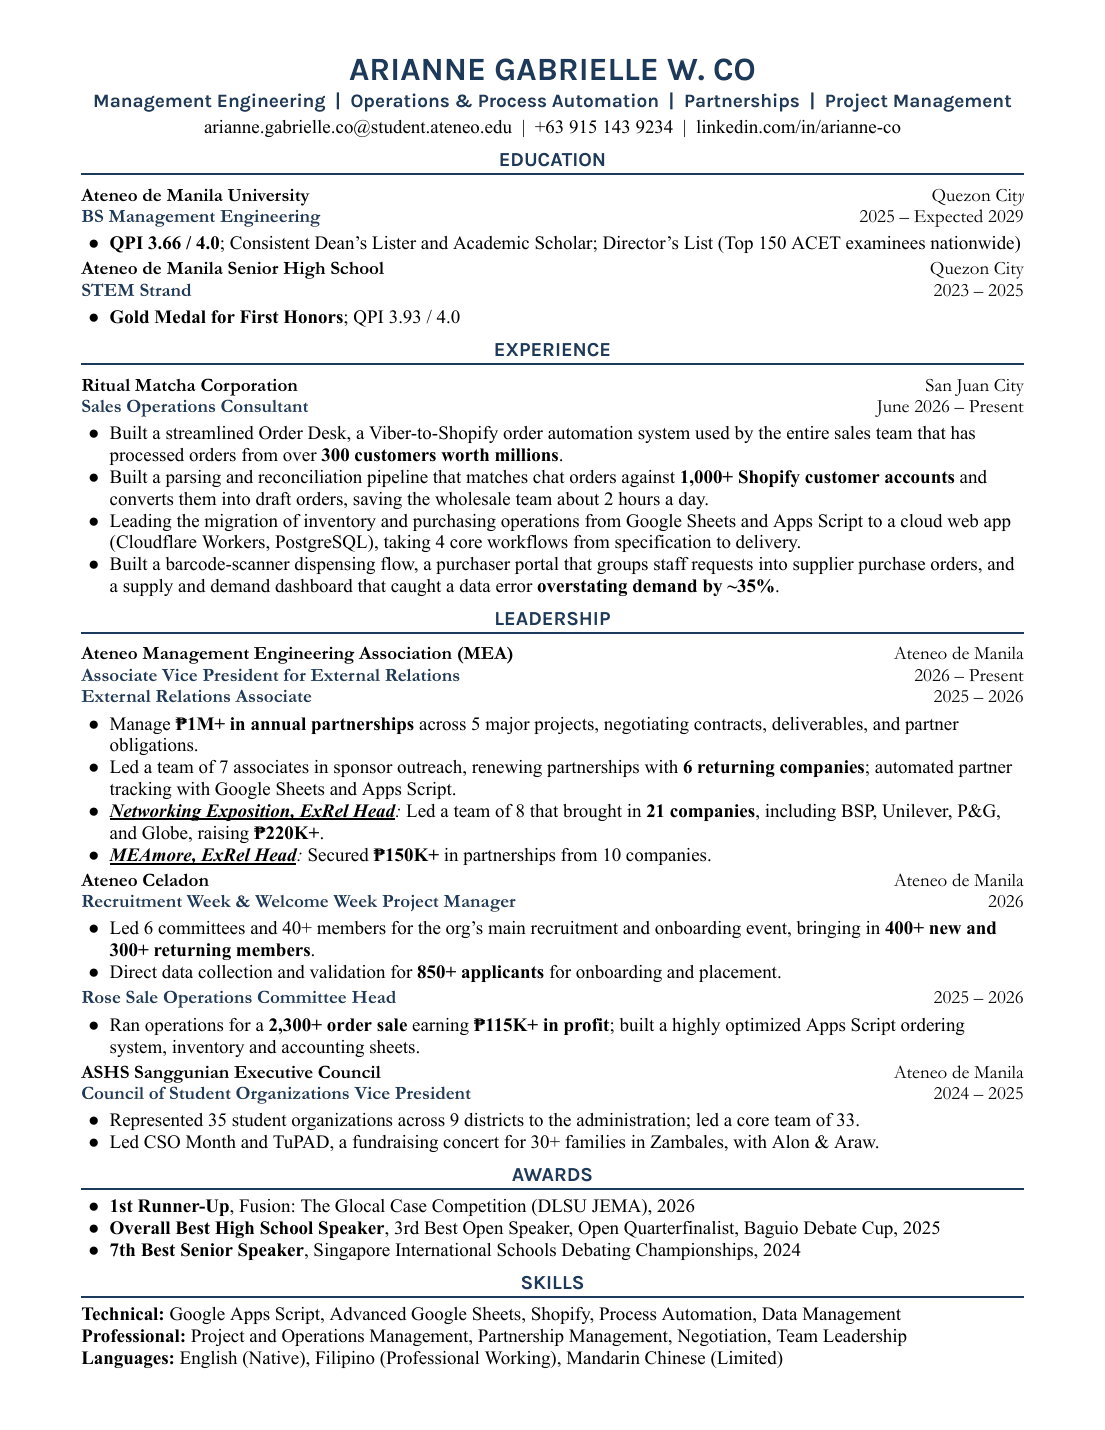 ARIANNE GABRIELLE W. CO
Management Engineering | Operations & Process Automation | Partnerships | Project Management
arianne.gabrielle.co@student.ateneo.edu | +63 915 143 9234 | linkedin.com/in/arianne-co
EDUCATION
Ateneo de Manila University Quezon City
BS Management Engineering 2025 – Expected 2029
● QPI 3.66 / 4.0; Consistent Dean’s Lister and Academic Scholar; Director’s List (Top 150 ACET examinees nationwide)
Ateneo de Manila Senior High School Quezon City
STEM Strand 2023 – 2025
● Gold Medal for First Honors; QPI 3.93 / 4.0
EXPERIENCE
Ritual Matcha Corporation San Juan City
Sales Operations Consultant June 2026 – Present
● Built a streamlined Order Desk, a Viber-to-Shopify order automation system used by the entire sales team that has
processed orders from over 300 customers worth millions.
● Built a parsing and reconciliation pipeline that matches chat orders against 1,000+ Shopify customer accounts and
converts them into draft orders, saving the wholesale team about 2 hours a day.
● Leading the migration of inventory and purchasing operations from Google Sheets and Apps Script to a cloud web app
(Cloudflare Workers, PostgreSQL), taking 4 core workflows from specification to delivery.
● Built a barcode-scanner dispensing flow, a purchaser portal that groups staff requests into supplier purchase orders, and
a supply and demand dashboard that caught a data error overstating demand by ~35%.
LEADERSHIP
Ateneo Management Engineering Association (MEA) Ateneo de Manila
Associate Vice President for External Relations 2026 – Present
External Relations Associate 2025 – 2026
● Manage ₱1M+ in annual partnerships across 5 major projects, negotiating contracts, deliverables, and partner
obligations.
● Led a team of 7 associates in sponsor outreach, renewing partnerships with 6 returning companies; automated partner
tracking with Google Sheets and Apps Script.
● Networking Exposition, ExRel Head: Led a team of 8 that brought in 21 companies, including BSP, Unilever, P&G,
and Globe, raising ₱220K+.
● MEAmore, ExRel Head: Secured ₱150K+ in partnerships from 10 companies.
Ateneo Celadon Ateneo de Manila
Recruitment Week & Welcome Week Project Manager 2026
● Led 6 committees and 40+ members for the org’s main recruitment and onboarding event, bringing in 400+ new and
300+ returning members.
● Direct data collection and validation for 850+ applicants for onboarding and placement.
Rose Sale Operations Committee Head 2025 – 2026
● Ran operations for a 2,300+ order sale earning ₱115K+ in profit; built a highly optimized Apps Script ordering
system, inventory and accounting sheets.
ASHS Sanggunian Executive Council Ateneo de Manila
Council of Student Organizations Vice President 2024 – 2025
● Represented 35 student organizations across 9 districts to the administration; led a core team of 33.
● Led CSO Month and TuPAD, a fundraising concert for 30+ families in Zambales, with Alon & Araw.
AWARDS
● 1st Runner-Up, Fusion: The Glocal Case Competition (DLSU JEMA), 2026
● Overall Best High School Speaker, 3rd Best Open Speaker, Open Quarterfinalist, Baguio Debate Cup, 2025
● 7th Best Senior Speaker, Singapore International Schools Debating Championships, 2024
SKILLS
Technical: Google Apps Script, Advanced Google Sheets, Shopify, Process Automation, Data Management
Professional: Project and Operations Management, Partnership Management, Negotiation, Team Leadership
Languages: English (Native), Filipino (Professional Working), Mandarin Chinese (Limited)